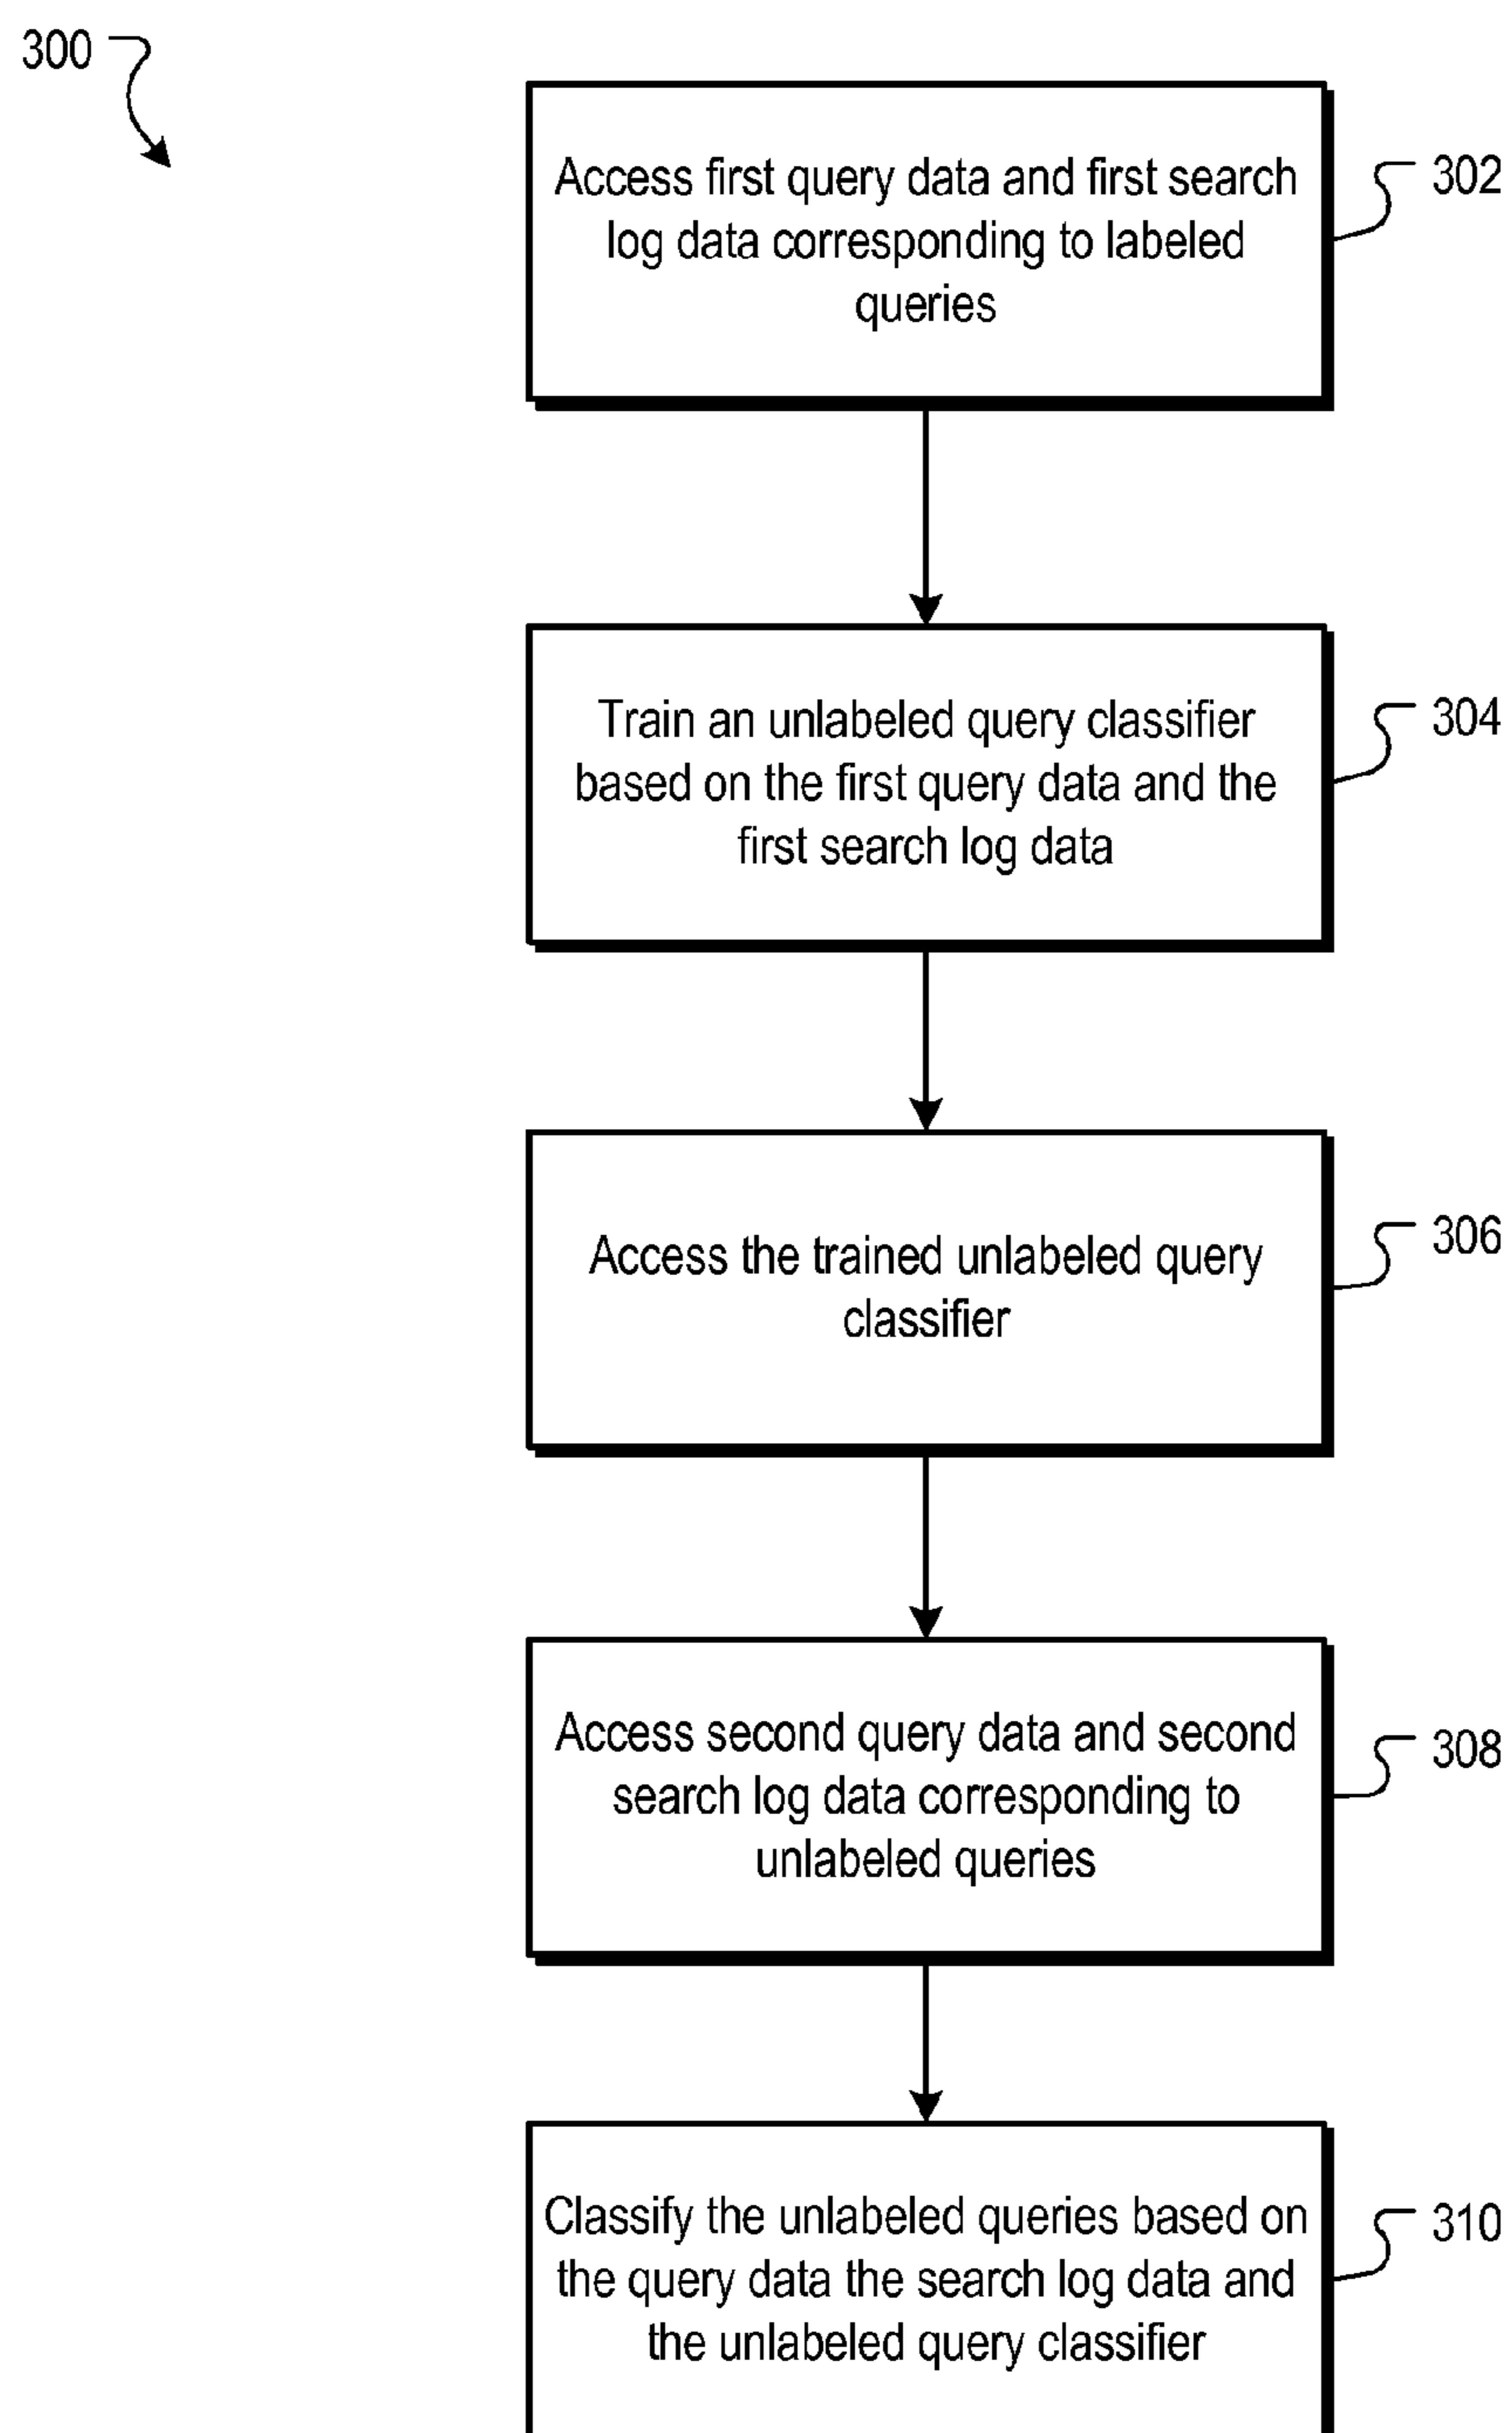 300
Access first query data and first search
log data corresponding to labeled
queries
302
Train an unlabeled query classifier
based on the first query data and the
first search log data
304
Access the trained unlabeled query
classifier
306
Access second query data and second
search log data corresponding to
unlabeled queries
308
Classify the unlabeled queries based on
the query data the search log data and
the unlabeled query classifier
310